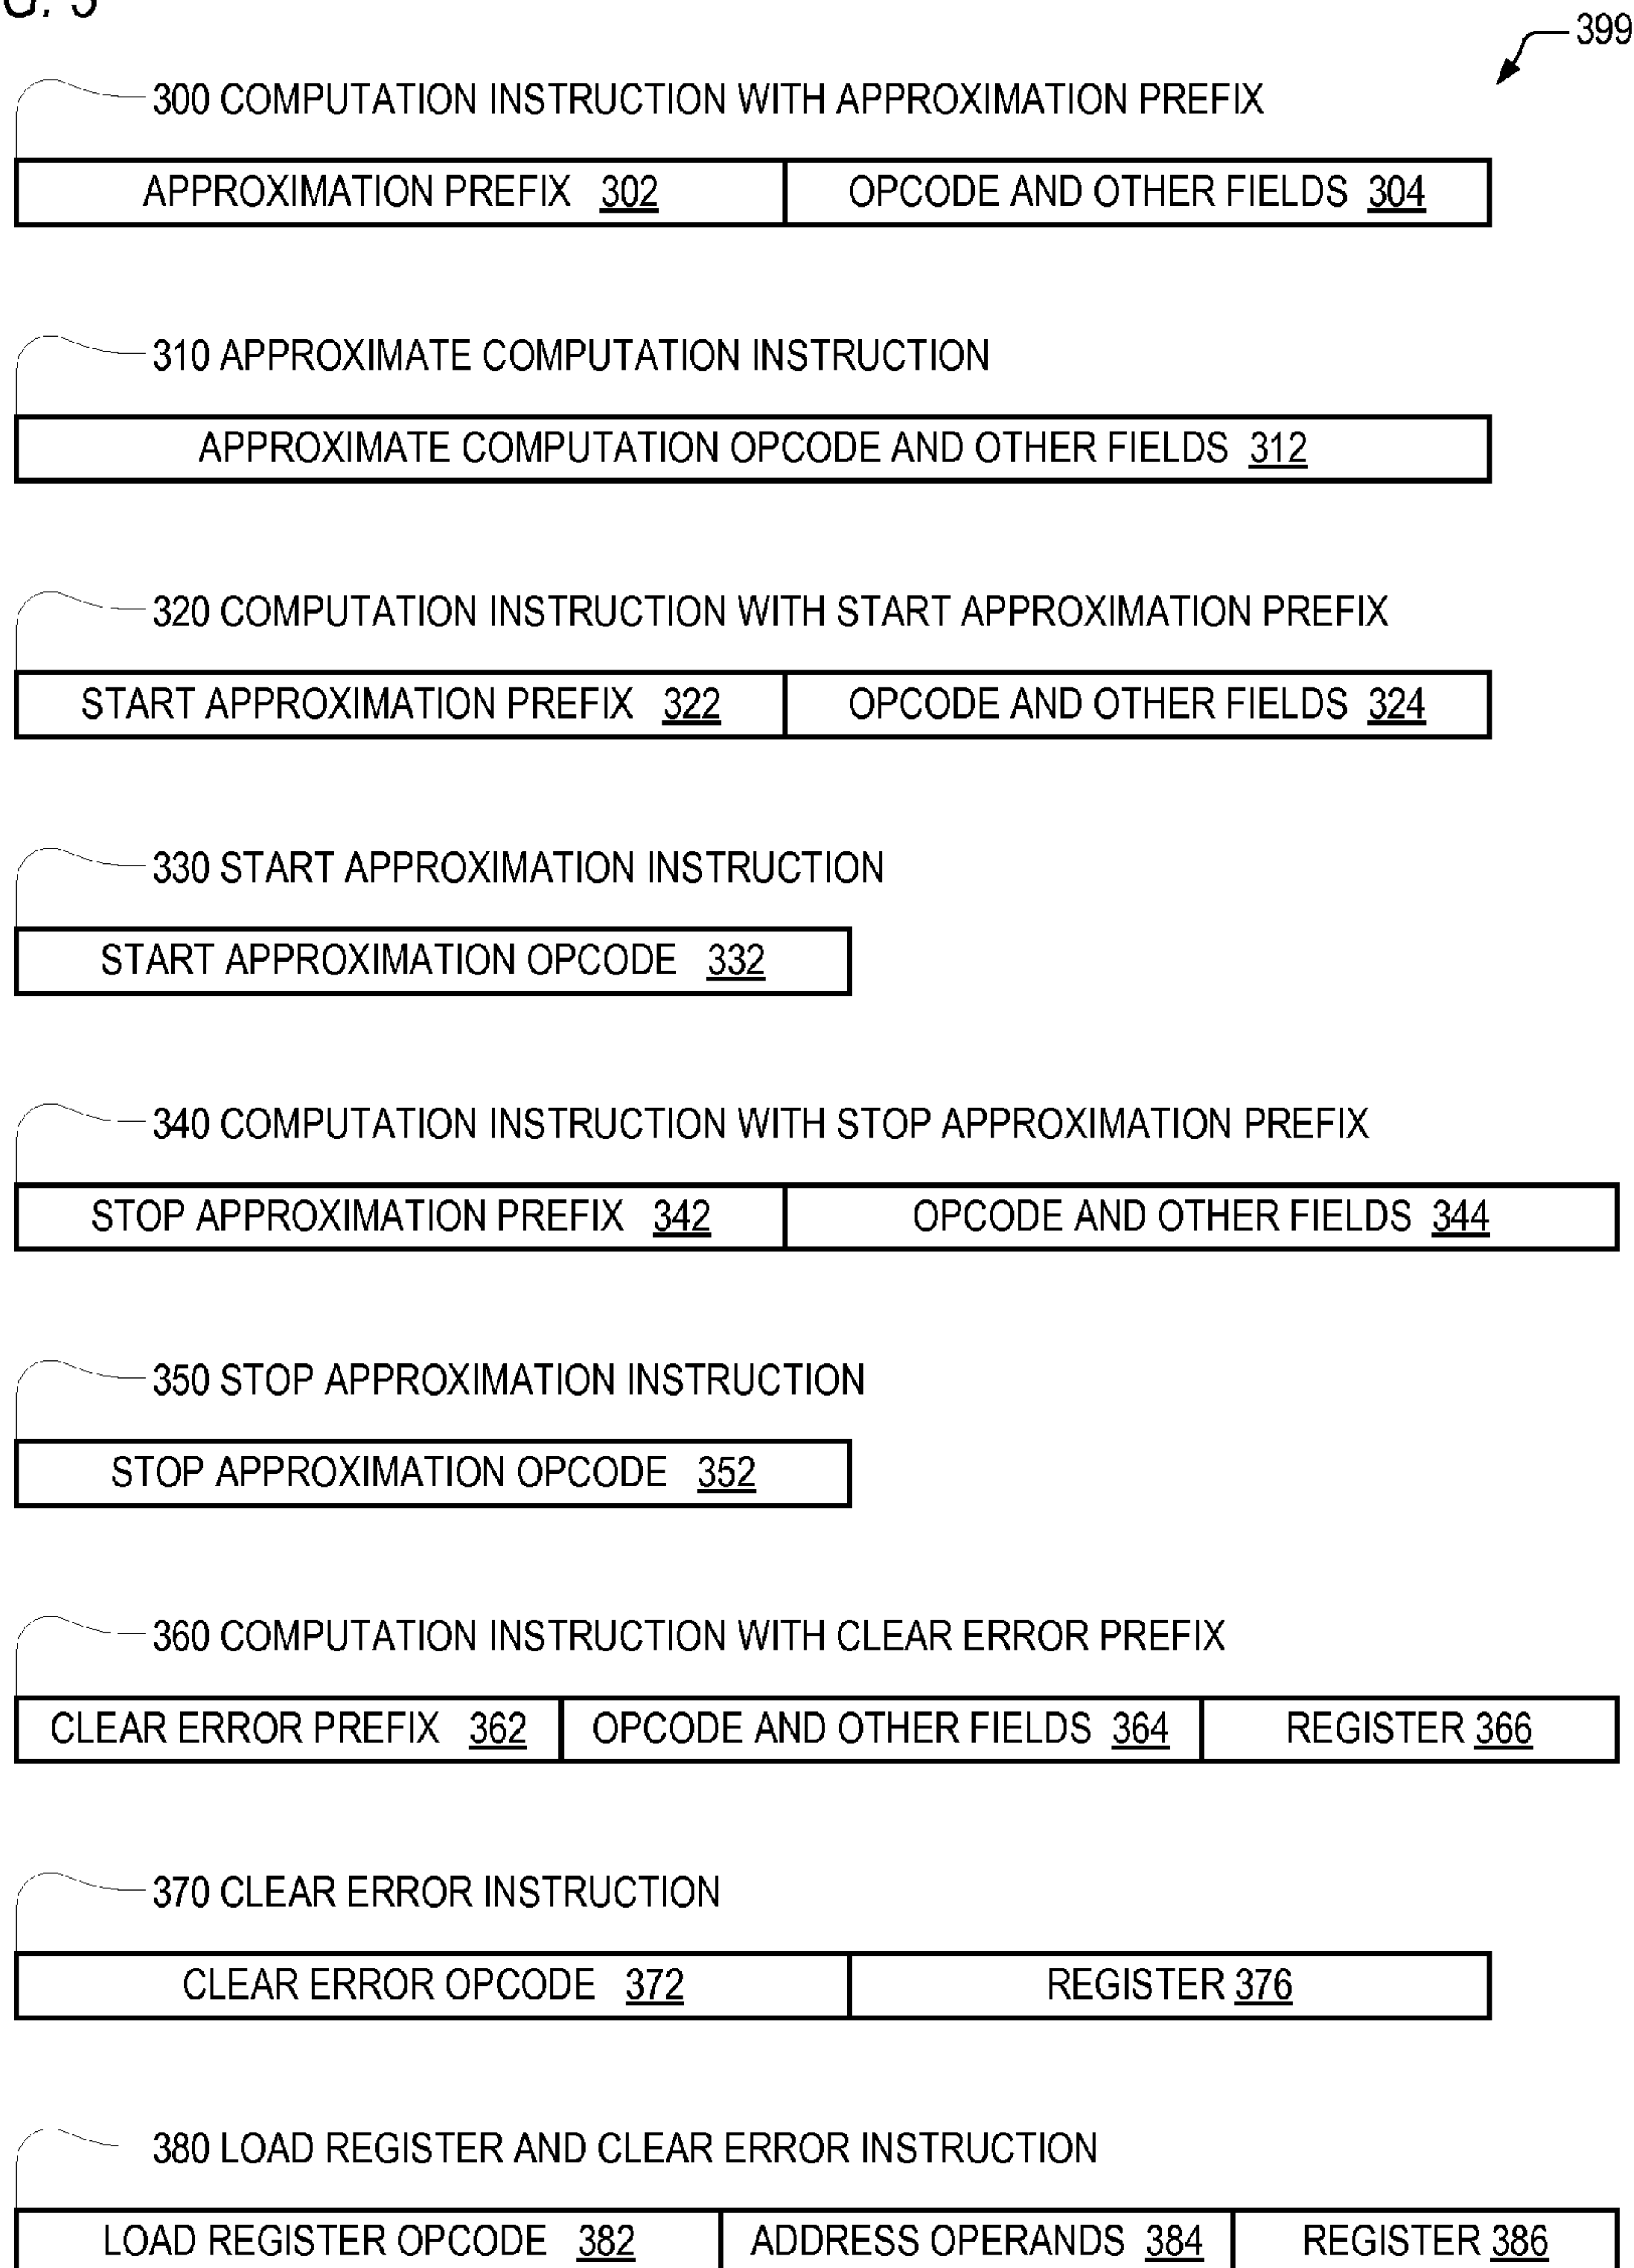 G. 3
399
300 COMPUTATION INSTRUCTION WITH APPROXIMATION PREFIX
APPROXIMATION PREFIX 302 OPCODE AND OTHER FIELDS 304
310 APPROXIMATE COMPUTATION INSTRUCTION
APPROXIMATE COMPUTATION OPCODE AND OTHER FIELDS 312
320 COMPUTATION INSTRUCTION WITH START APPROXIMATION PREFIX
START APPROXIMATION PREFIX 322 OPCODE AND OTHER FIELDS 324
330 START APPROXIMATION INSTRUCTION
START APPROXIMATION OPCODE 332
340 COMPUTATION INSTRUCTION WITH STOP APPROXIMATION PREFIX
STOP APPROXIMATION PREFIX 342 OPCODE AND OTHER FIELDS 344
350 STOP APPROXIMATION INSTRUCTION
STOP APPROXIMATION OPCODE 352
360 COMPUTATION INSTRUCTION WITH CLEAR ERROR PREFIX
CLEAR ERROR PREFIX 362 OPCODE AND OTHER FIELDS 364 REGISTER 366
370 CLEAR ERROR INSTRUCTION
CLEAR ERROR OPCODE 372 REGISTER 376
380 LOAD REGISTER AND CLEAR ERROR INSTRUCTION
LOAD REGISTER OPCODE 382 ADDRESS OPERANDS 384 REGISTER 386